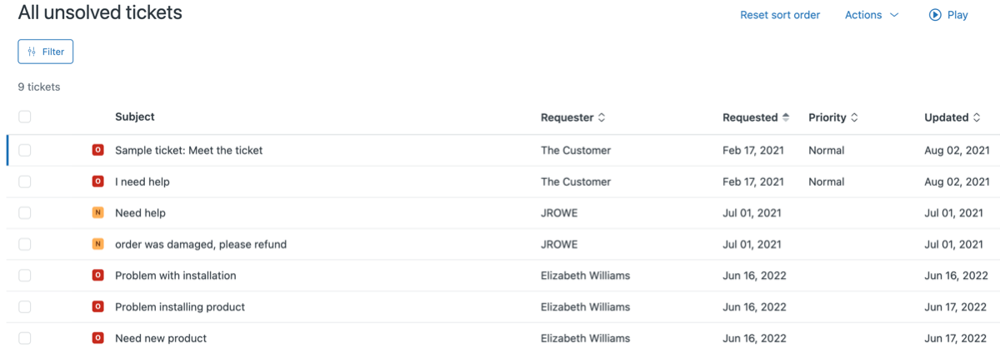 All unsolved tickets
Reset sort order Actions Play
Filter
9 tickets
Subject Requester Requested Priority Updated
O Sample ticket: Meet the ticket The Customer Feb 17, 2021 Normal Aug 02, 2021
O I need help The Customer Feb 17, 2021 Normal Aug 02, 2021
N Need help JROWE Jul 01, 2021 Jul 01, 2021
N order was damaged, please refund JROWE Jul 01, 2021 Jul 01, 2021
O Problem with installation Elizabeth Williams Jun 16, 2022 Jun 16, 2022
O Problem installing product Elizabeth Williams Jun 16, 2022 Jun 17, 2022
O Need new product Elizabeth Williams Jun 16, 2022 Jun 17, 2022